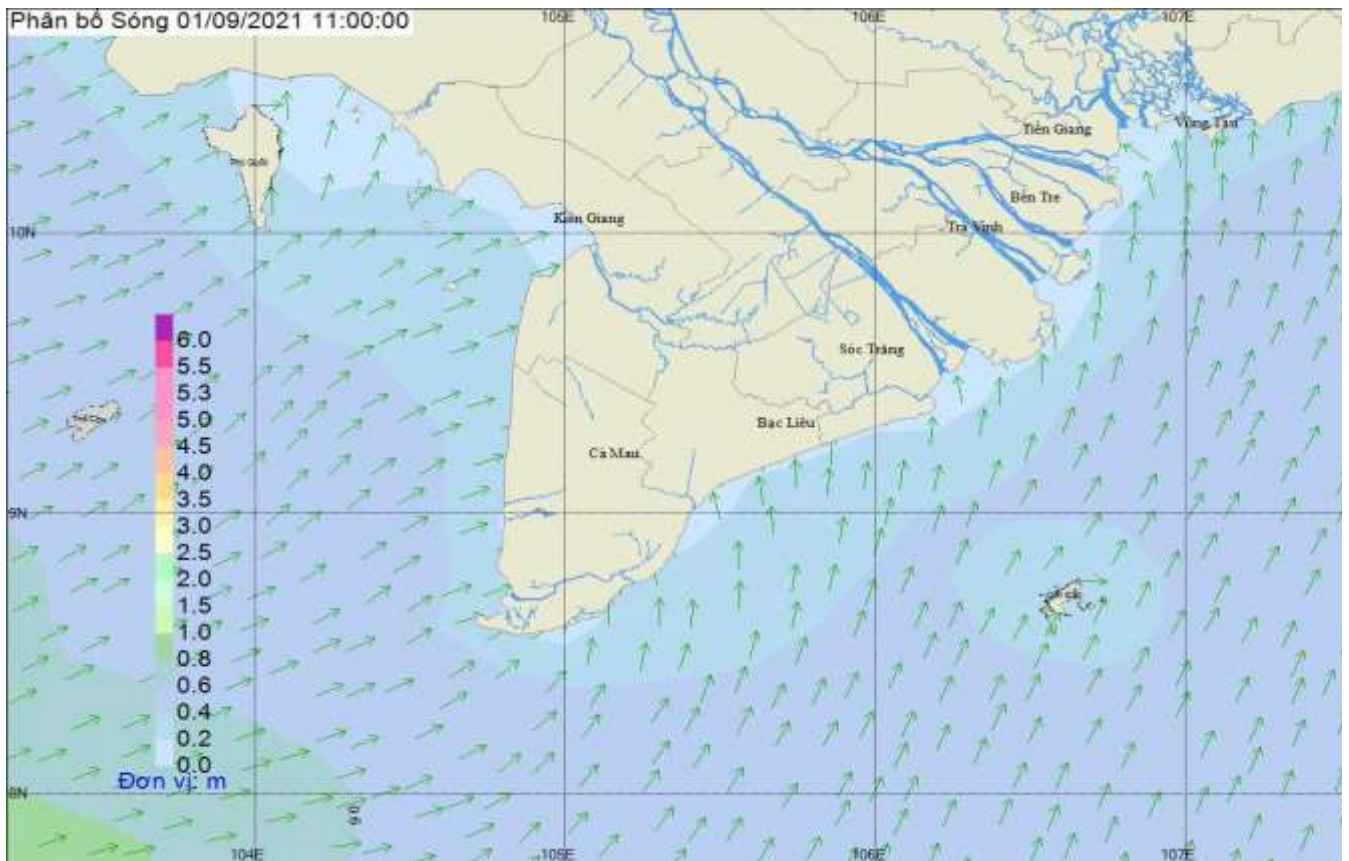 Phân bố Sóng 01/09/2021 11:00:00
105E
106E
107E
Tiền Giang
Vũng Tàu
Bến Tre
Kiên Giang
Trà Vinh
10N
6.0
5.5
5.3
5.0
4.5
4.0
3.5
3.0
2.5
2.0
1.5
1.0
0.8
0.6
0.4
0.2
0.0
Đơn vị: m
Sóc Trăng
Bạc Liêu
Cà Mau
9N
8N
104E
105E
106E
107E